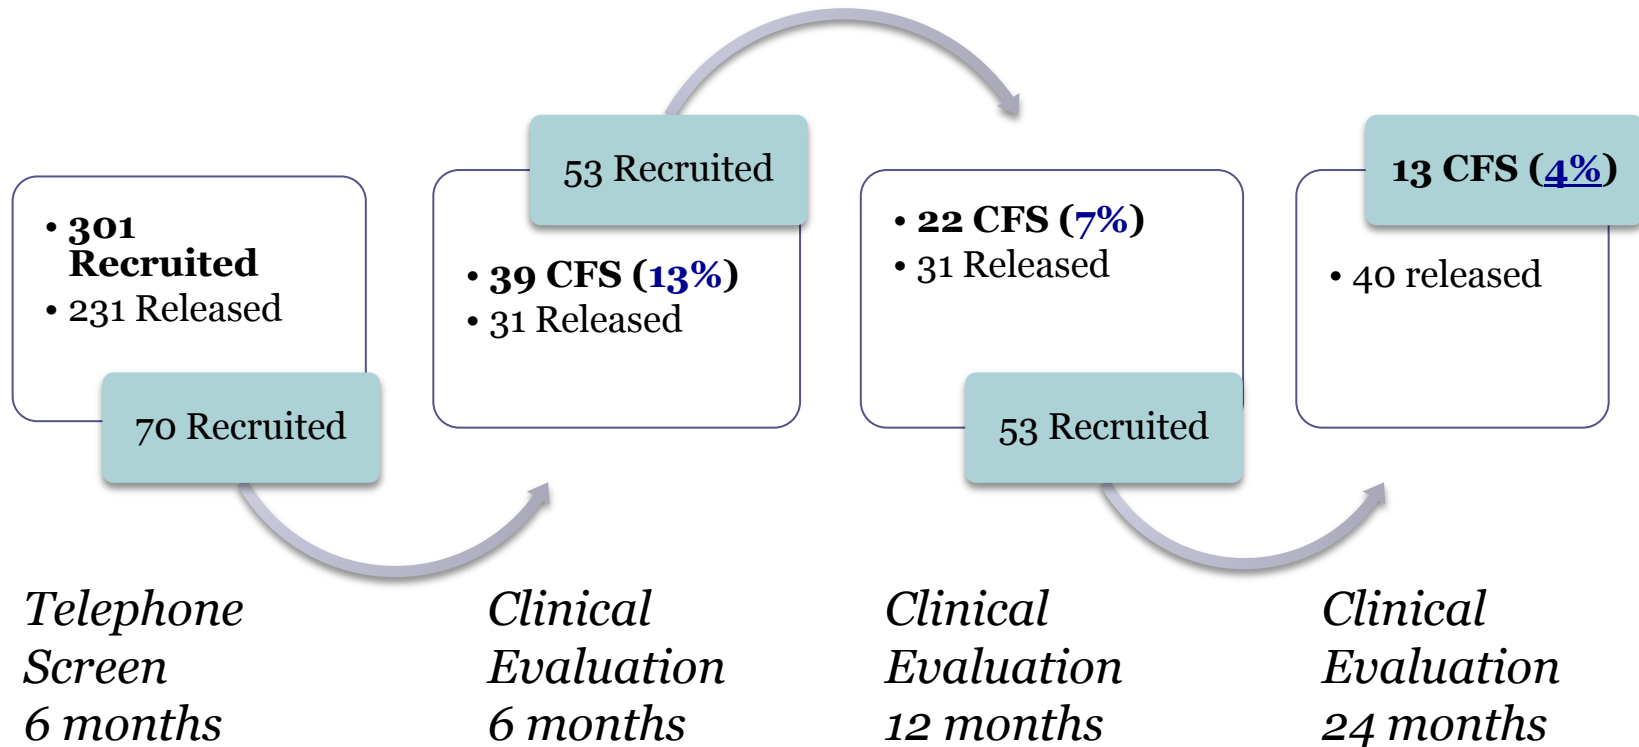 • 301
Recruited
• 231 Released
70 Recruited
53 Recruited
• 39 CFS (13%)
• 31 Released
• 22 CFS (7%)
• 31 Released
53 Recruited
13 CFS (4%)
• 40 released
Telephone
Screen
6 months
Clinical
Evaluation
6 months
Clinical
Evaluation
12 months
Clinical
Evaluation
24 months